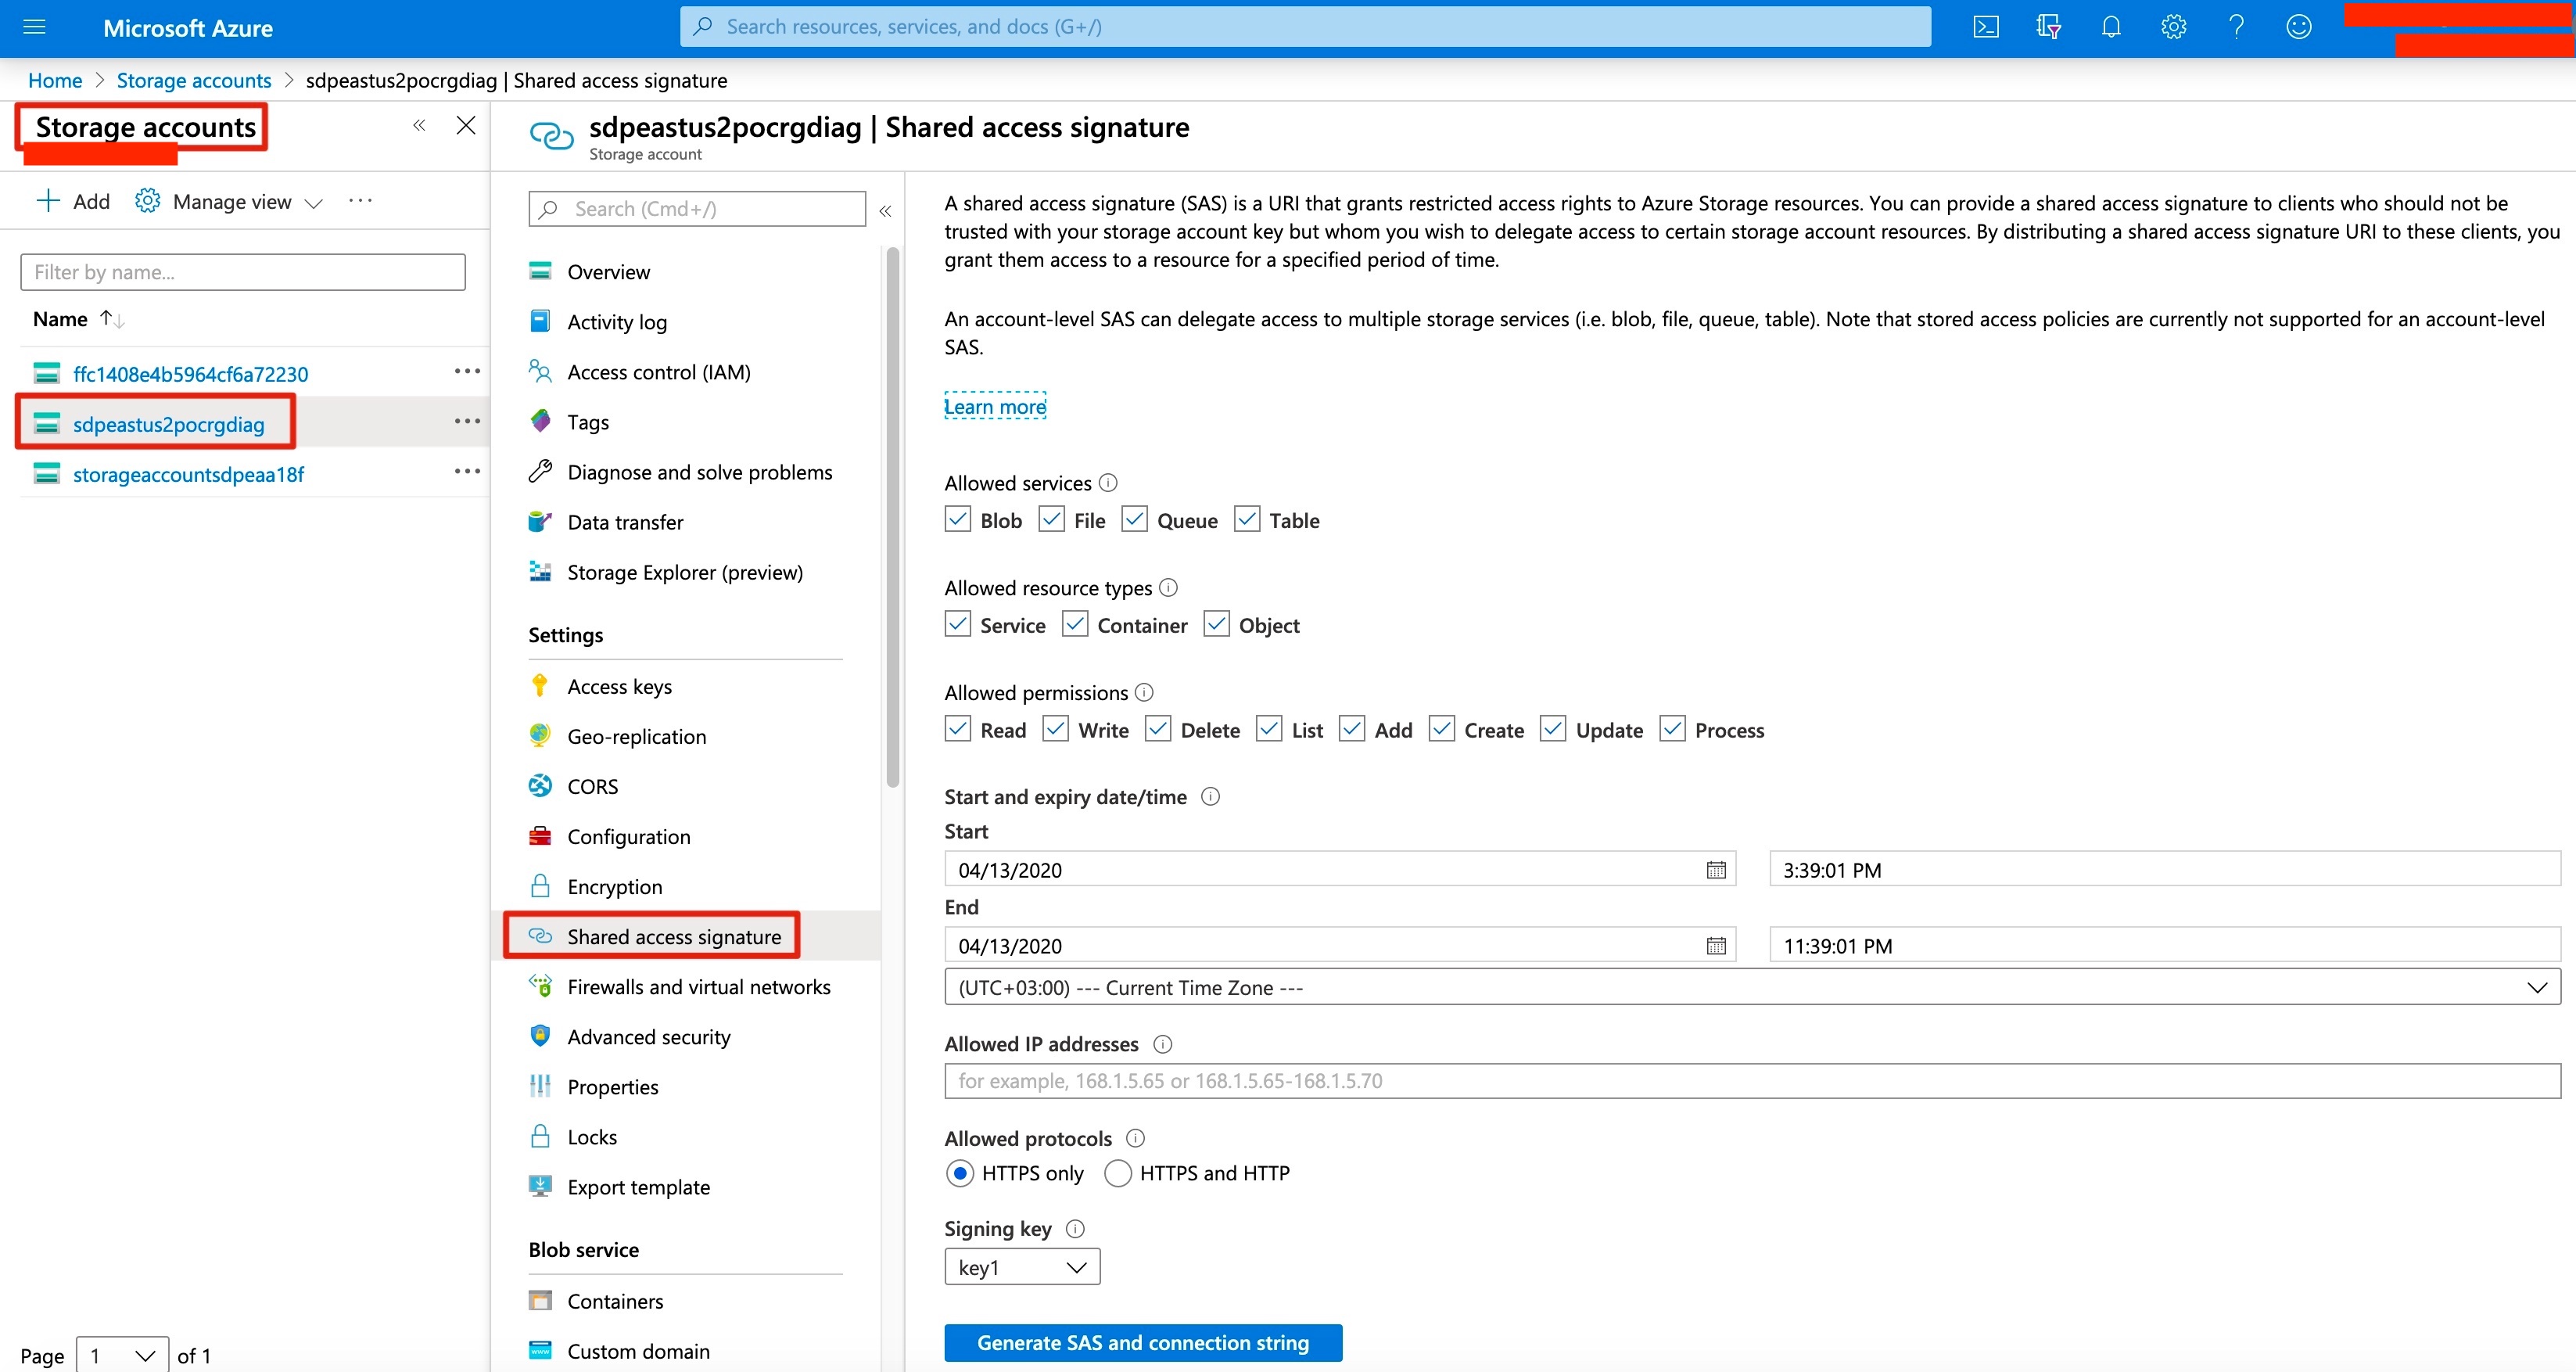 Microsoft Azure
Search resources, services, and docs (G+/)
Home > Storage accounts > sdpeastus2pocrgdiag | Shared access signature
Storage accounts
Add Manage view
Filter by name...
Name
ffc1408e4b5964cf6a72230
sdpeastus2pocrgdiag
storageaccountsdpeaa18f
Page 1 of 1
sdpeastus2pocrgdiag | Shared access signature
Storage account
Search (Cmd+/)
Overview
Activity log
Access control (IAM)
Tags
Diagnose and solve problems
Data transfer
Storage Explorer (preview)
Settings
Access keys
Geo-replication
CORS
Configuration
Encryption
Shared access signature
Firewalls and virtual networks
Advanced security
Properties
Locks
Export template
Blob service
Containers
Custom domain
A shared access signature (SAS) is a URI that grants restricted access rights to Azure Storage resources. You can provide a shared access signature to clients who should not be
trusted with your storage account key but whom you wish to delegate access to certain storage account resources. By distributing a shared access signature URI to these clients, you
grant them access to a resource for a specified period of time.
An account-level SAS can delegate access to multiple storage services (i.e. blob, file, queue, table). Note that stored access policies are currently not supported for an account-level
SAS.
Learn more
Allowed services
Blob File Queue Table
Allowed resource types
Service Container Object
Allowed permissions
Read Write Delete List Add Create Update Process
Start and expiry date/time
Start
04/13/2020 3:39:01 PM
End
04/13/2020 11:39:01 PM
(UTC+03:00) --- Current Time Zone ---
Allowed IP addresses
for example, 168.1.5.65 or 168.1.5.65-168.1.5.70
Allowed protocols
HTTPS only HTTPS and HTTP
Signing key
key1
Generate SAS and connection string